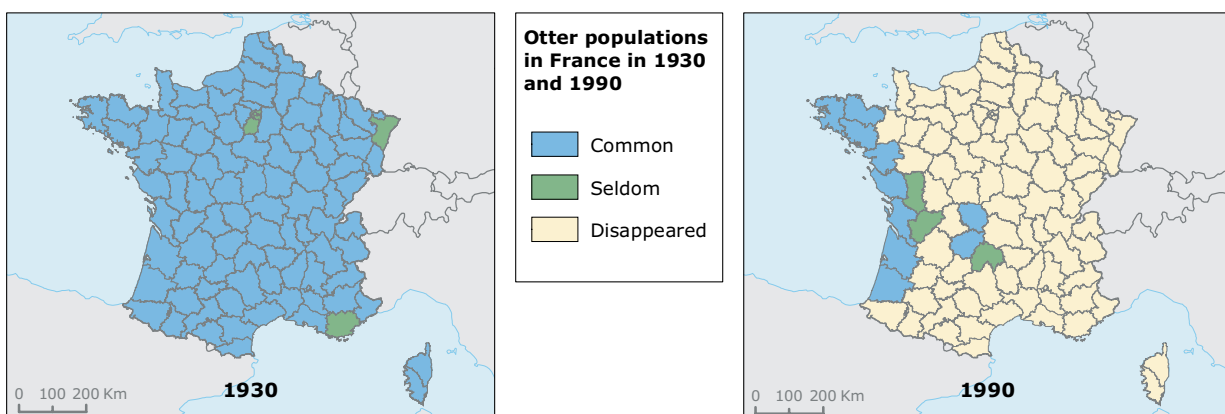 1930
0 100 200 Km
Otter populations
in France in 1930
and 1990
Common
Seldom
Disappeared
1990
0 100 200 Km